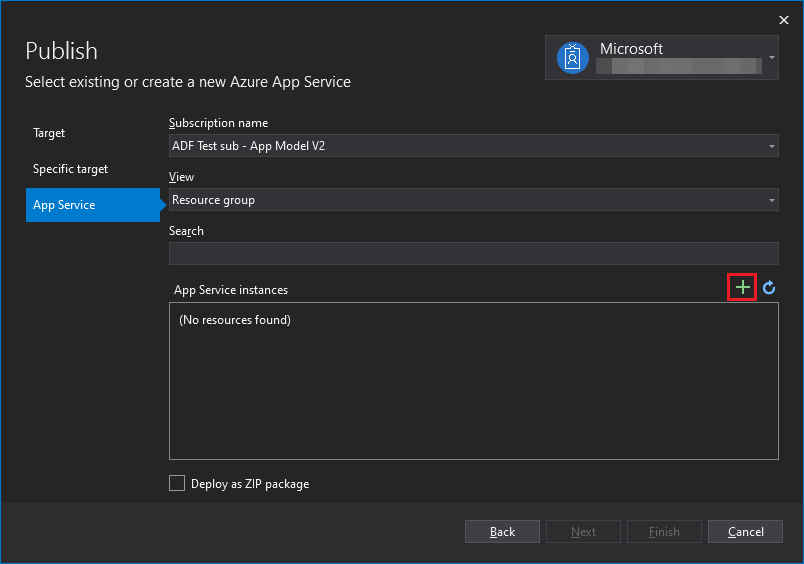 Publish
Select existing or create a new Azure App Service
Microsoft
Target
Specific target
App Service
Subscription name
ADF Test sub - App Model V2
View
Resource group
Search
App Service instances
(No resources found)
Deploy as ZIP package
Back
Next
Finish
Cancel